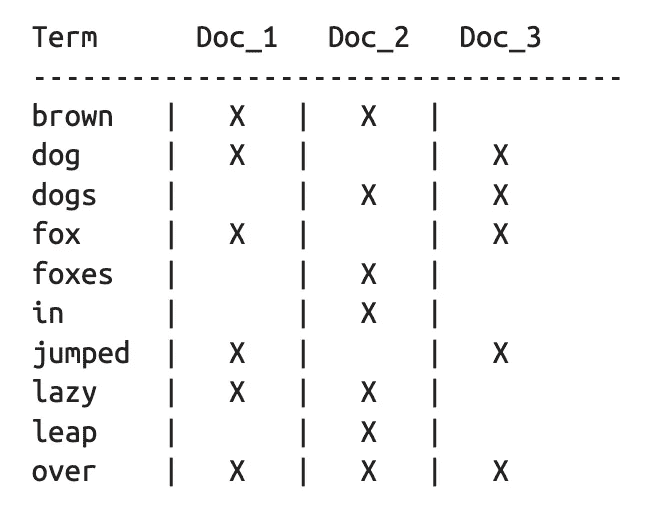 Term      Doc_1   Doc_2   Doc_3
------------------------------------
brown   |   X   |   X   |
dog     |   X   |       |   X
dogs    |       |   X   |   X
fox     |   X   |       |   X
foxes   |       |   X   |
in      |       |   X   |
jumped  |   X   |       |   X
lazy    |   X   |   X   |
leap    |       |   X   |
over    |   X   |   X   |   X